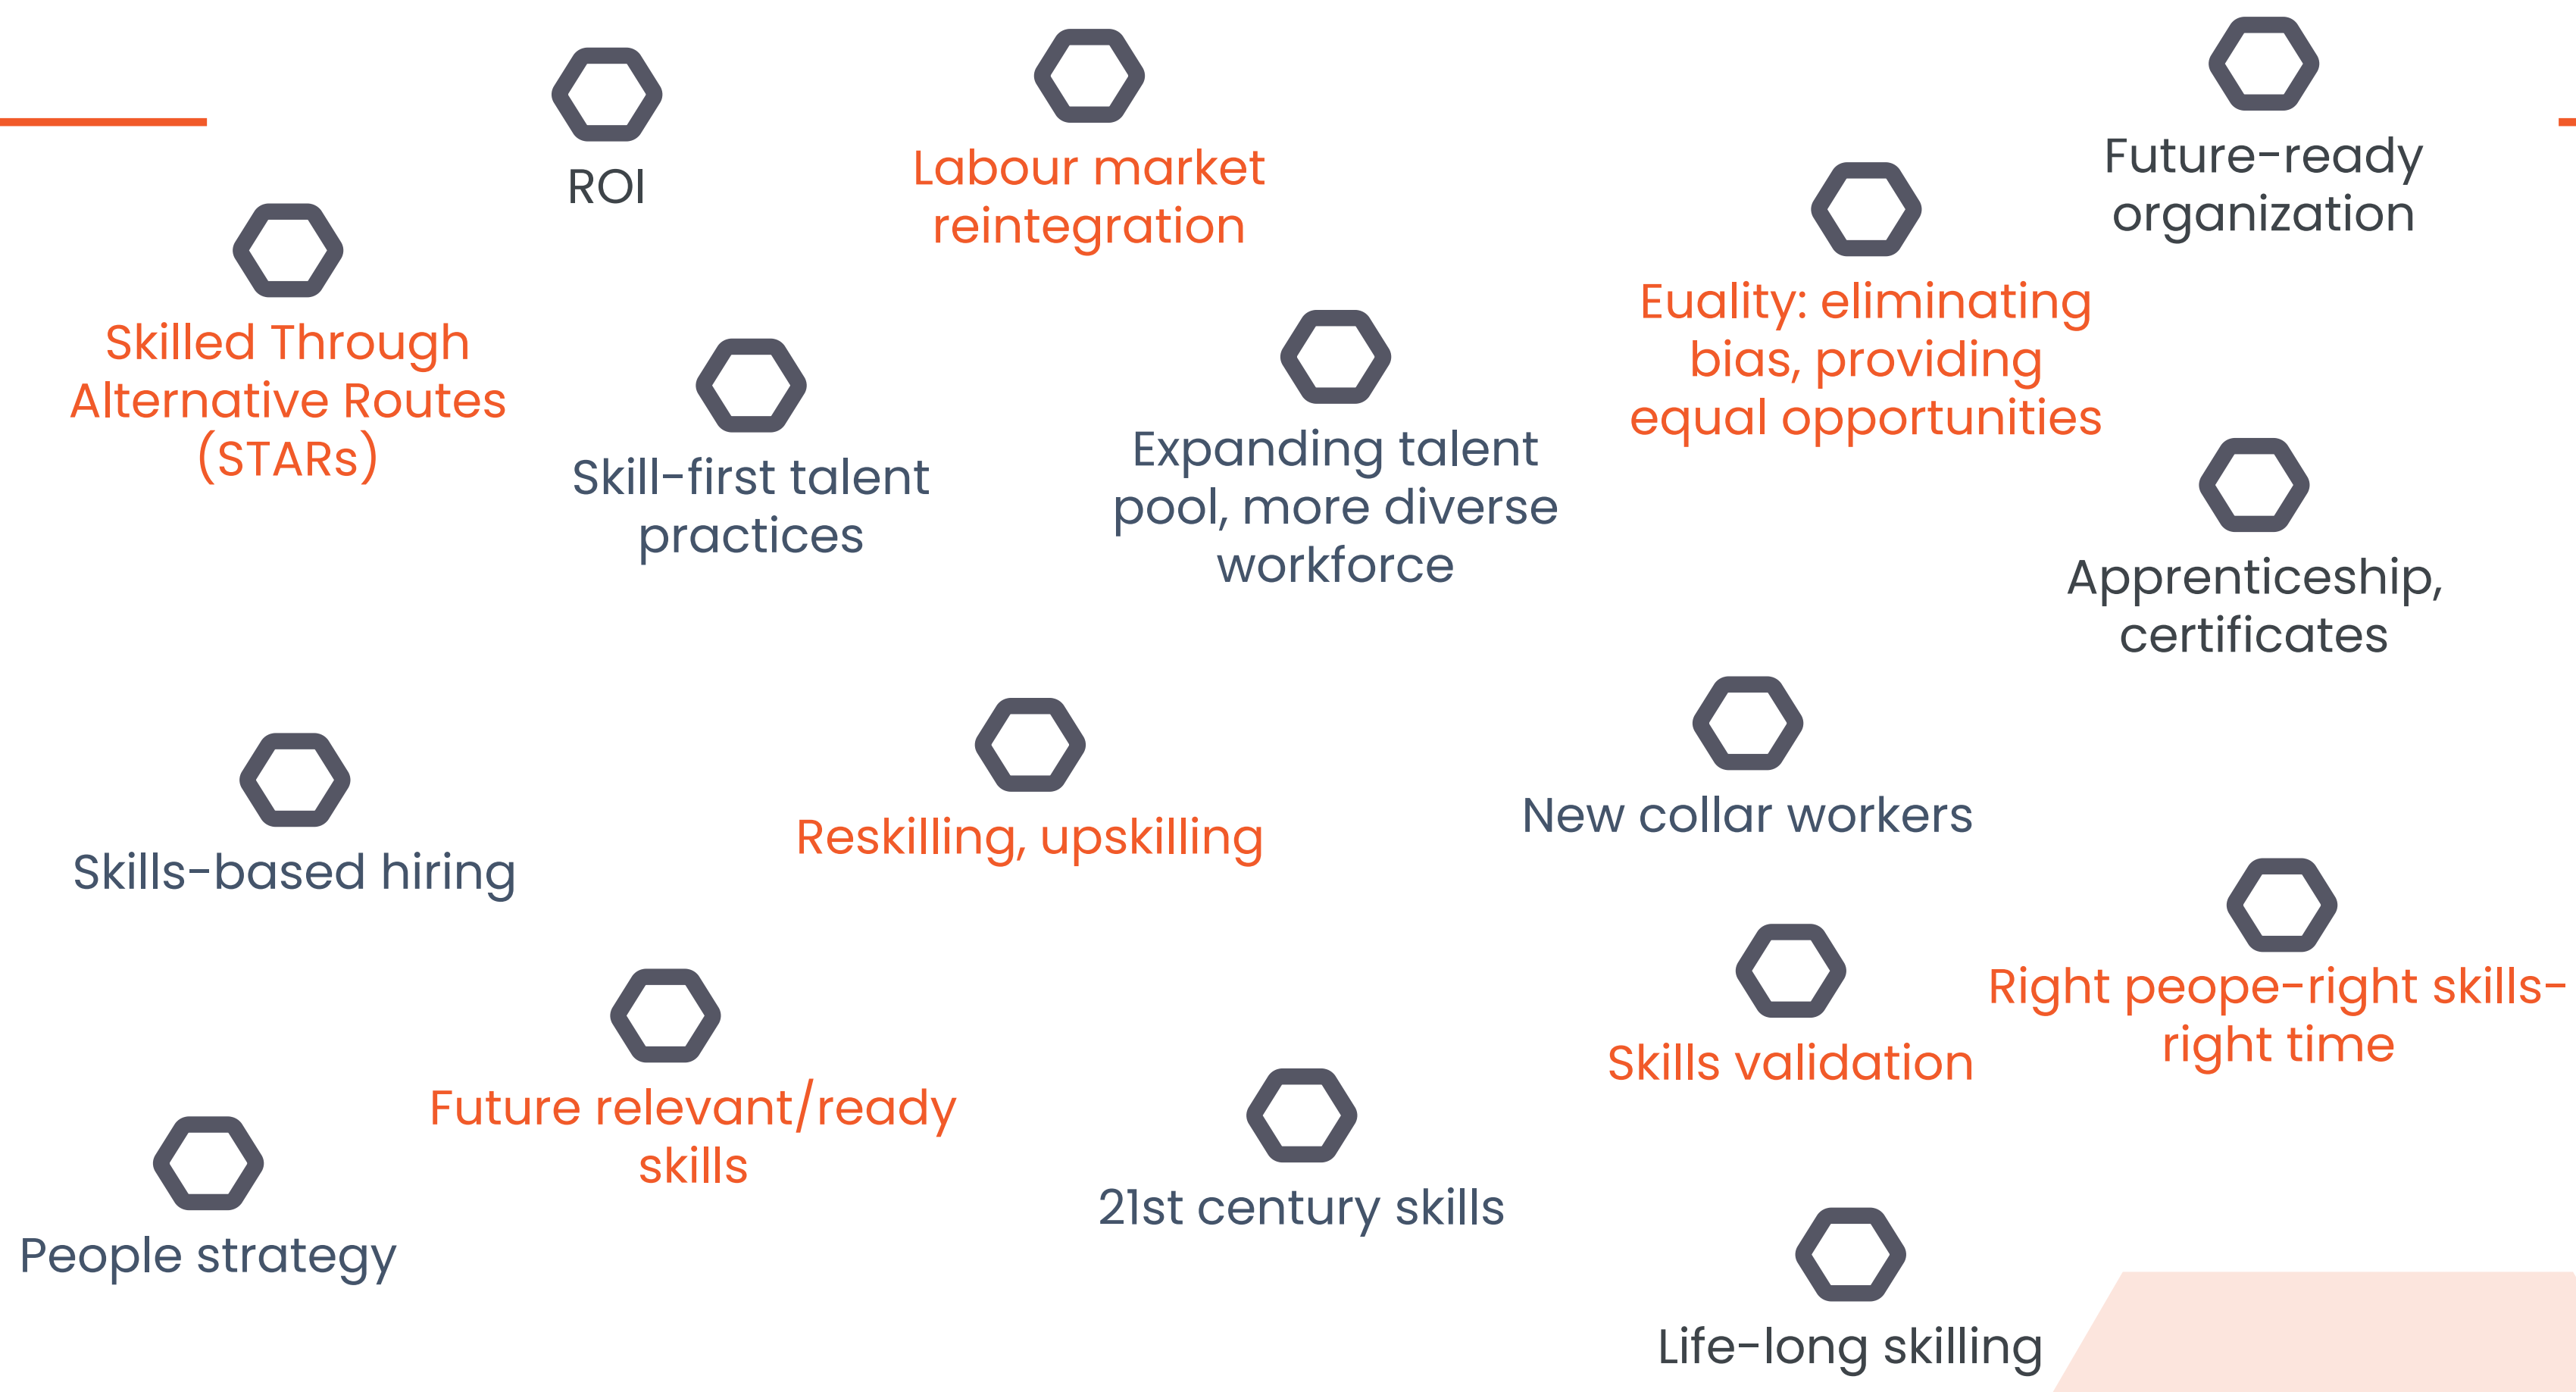 ROI
Labour market
reintegration
Future-ready
organization
Skilled Through
Alternative Routes
(STARs)
Skill-first talent
practices
Expanding talent
pool, more diverse
workforce
Euality: eliminating
bias, providing
equal opportunities
Apprenticeship,
certificates
Skills-based hiring
Reskilling, upskilling
New collar workers
Right peope-right skills-
right time
Skills validation
Future relevant/ready
skills
21st century skills
People strategy
Life-long skilling